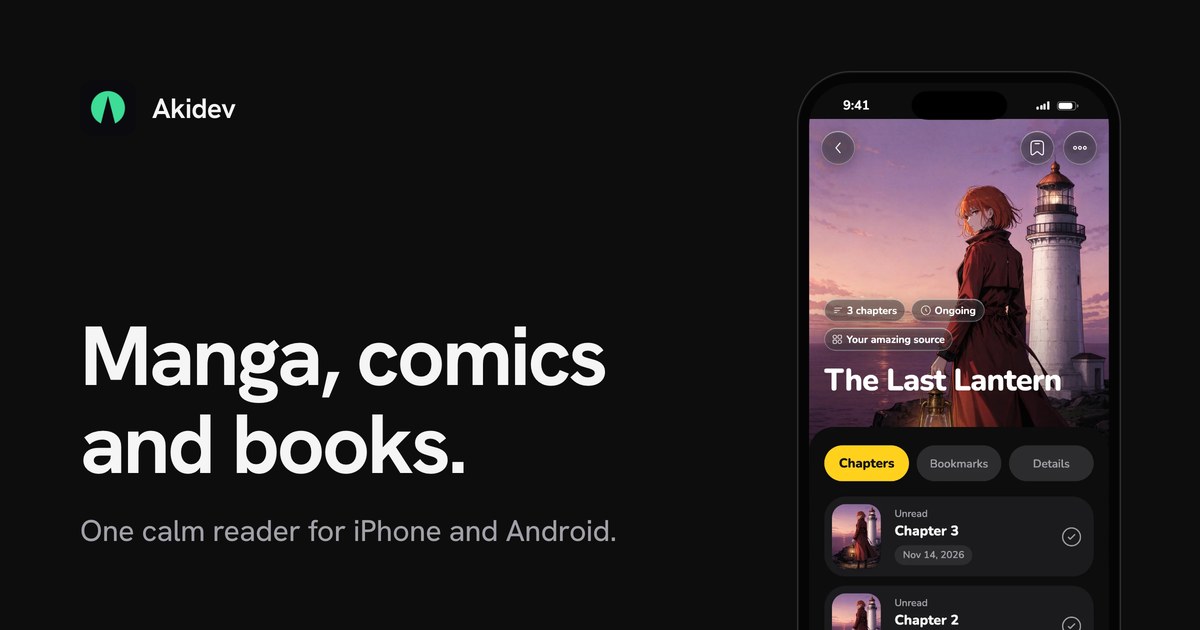 Akidev
Manga, comics
and books.
One calm reader for iPhone and Android.
9:41
3 chapters
Ongoing
Your amazing source
The Last Lantern
Chapters
Bookmarks
Details
Unread
Chapter 3
Nov 14, 2026
Unread
Chapter 2